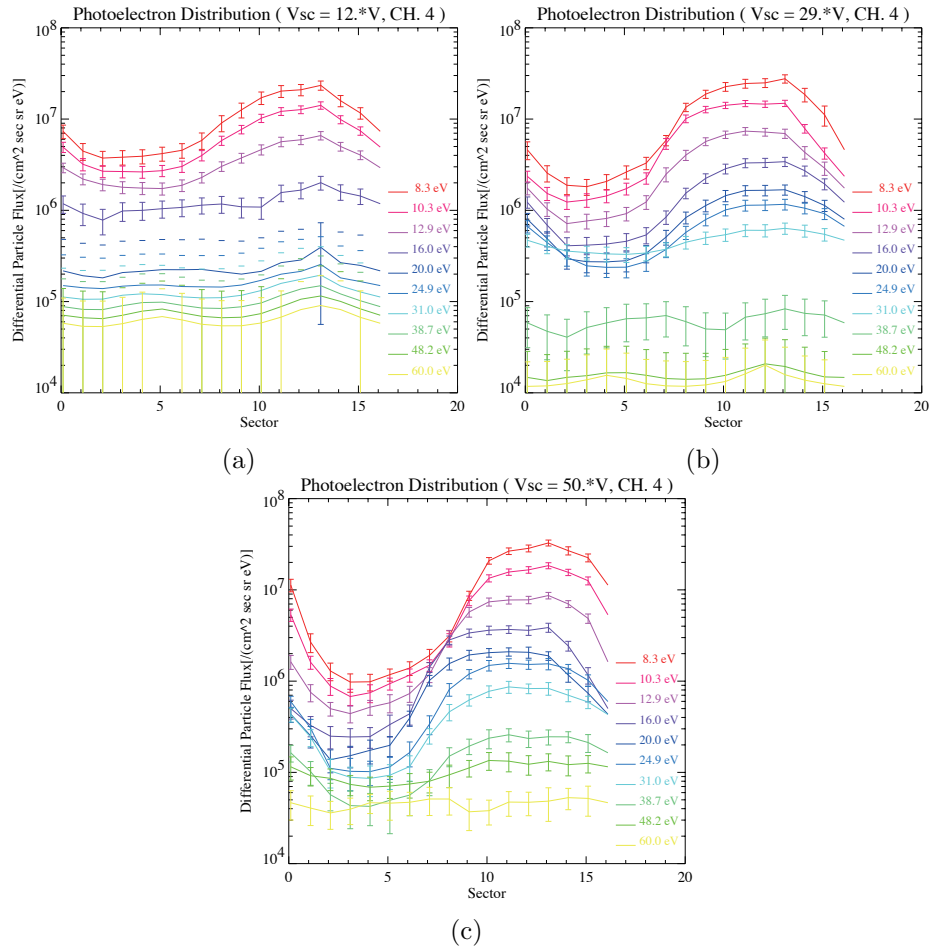 Photoelectron Distribution ( Vsc = 12.*V, CH. 4 )
Differential Particle Flux[/(cm^2 sec sr eV)]
10^8
10^7
10^6
10^5
10^4
8.3 eV
10.3 eV
12.9 eV
16.0 eV
20.0 eV
24.9 eV
31.0 eV
38.7 eV
48.2 eV
60.0 eV
0 5 10 15 20
Sector
(a)
Photoelectron Distribution ( Vsc = 29.*V, CH. 4 )
Differential Particle Flux[/(cm^2 sec sr eV)]
10^8
10^7
10^6
10^5
10^4
8.3 eV
10.3 eV
12.9 eV
16.0 eV
20.0 eV
24.9 eV
31.0 eV
38.7 eV
48.2 eV
60.0 eV
0 5 10 15 20
Sector
(b)
Photoelectron Distribution ( Vsc = 50.*V, CH. 4 )
Differential Particle Flux[/(cm^2 sec sr eV)]
10^8
10^7
10^6
10^5
10^4
8.3 eV
10.3 eV
12.9 eV
16.0 eV
20.0 eV
24.9 eV
31.0 eV
38.7 eV
48.2 eV
60.0 eV
0 5 10 15 20
Sector
(c)